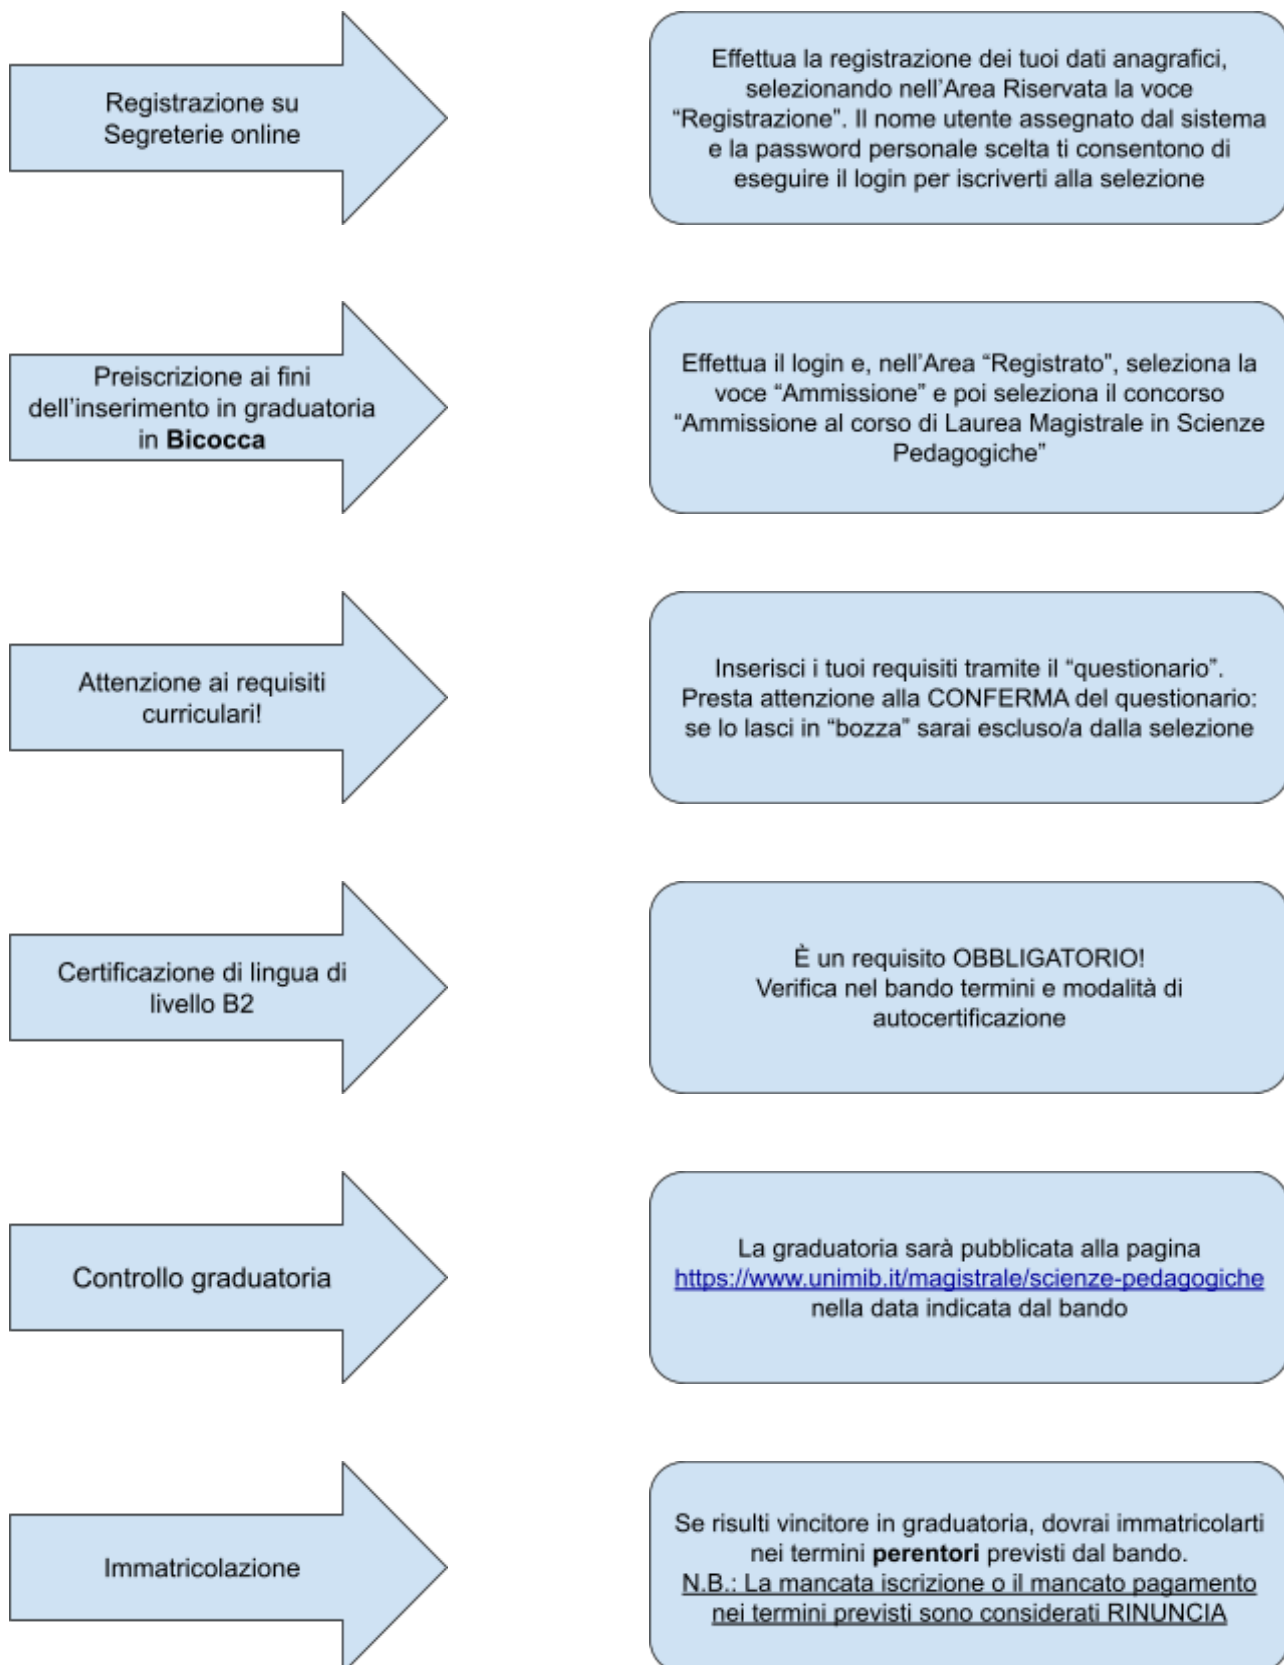 Registrazione su
Segreterie online
Effettua la registrazione dei tuoi dati anagrafici,
selezionando nell’Area Riservata la voce
“Registrazione”. Il nome utente assegnato dal sistema
e la password personale scelta ti consentono di
eseguire il login per iscriverti alla selezione
Preiscrizione ai fini
dell’inserimento in graduatoria
in Bicocca
Effettua il login e, nell’Area “Registrato”, seleziona la
voce “Ammissione” e poi seleziona il concorso
“Ammissione al corso di Laurea Magistrale in Scienze
Pedagogiche”
Attenzione ai requisiti
curriculari!
Inserisci i tuoi requisiti tramite il “questionario”.
Presta attenzione alla CONFERMA del questionario:
se lo lasci in “bozza” sarai escluso/a dalla selezione
Certificazione di lingua di
livello B2
È un requisito OBBLIGATORIO!
Verifica nel bando termini e modalità di
autocertificazione
Controllo graduatoria
La graduatoria sarà pubblicata alla pagina
https://www.unimib.it/magistrale/scienze-pedagogiche
nella data indicata dal bando
Immatricolazione
Se risulti vincitore in graduatoria, dovrai immatricolarti
nei termini perentori previsti dal bando.
N.B.: La mancata iscrizione o il mancato pagamento
nei termini previsti sono considerati RINUNCIA